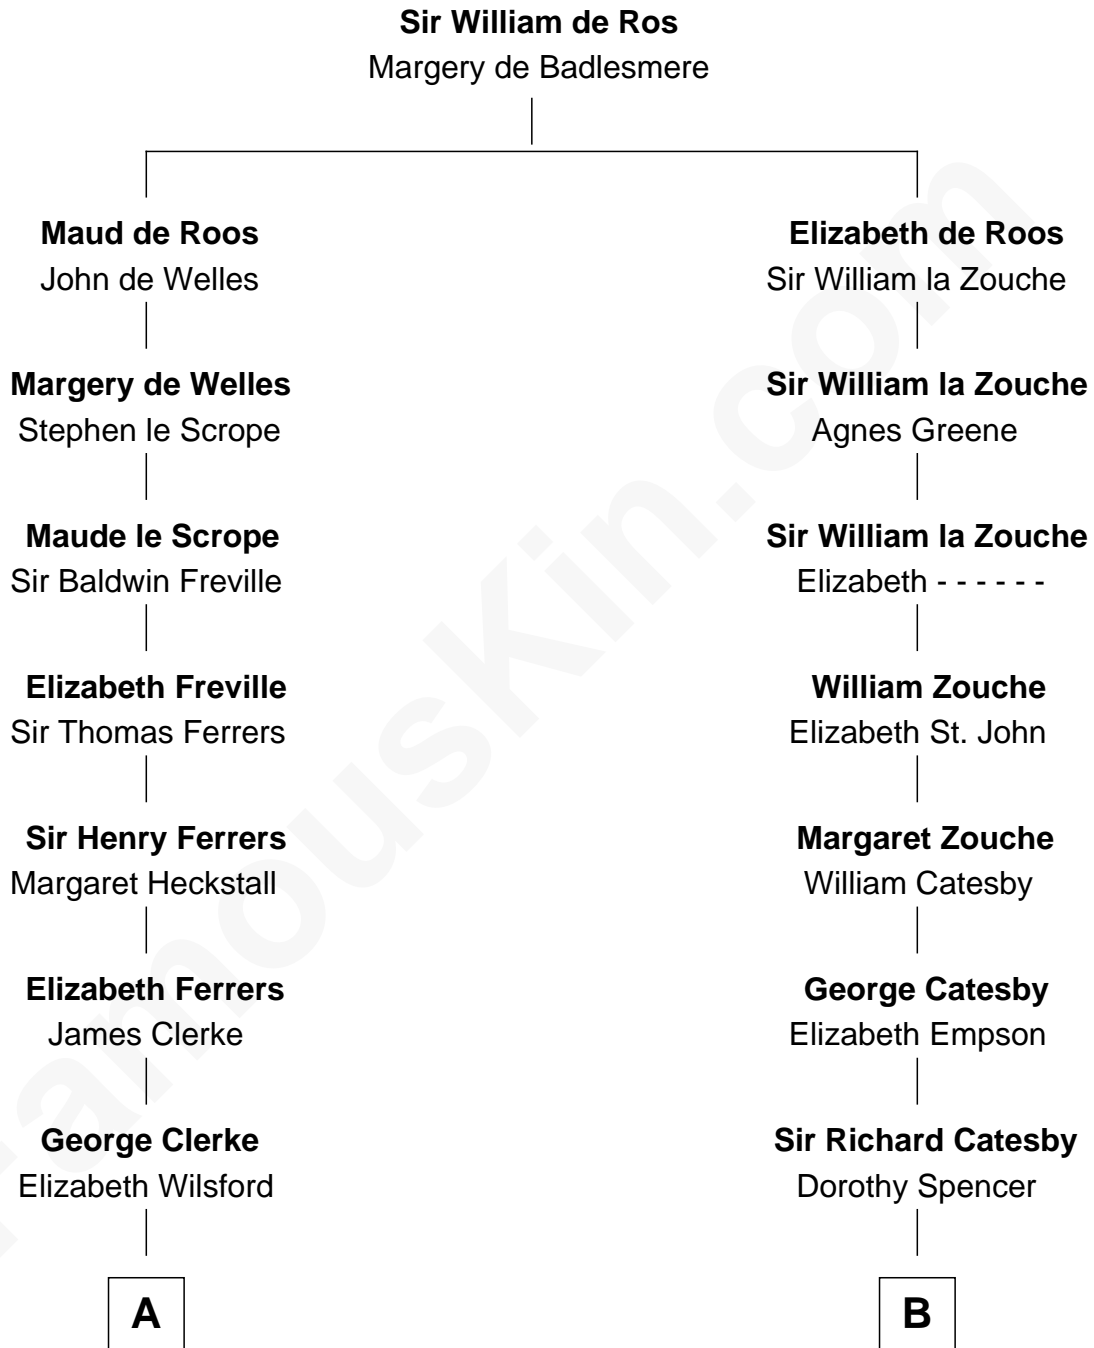 Sir William de Ros
Margery de Badlesmere
Maud de Roos
John de Welles
Elizabeth de Roos
Sir William la Zouche
Margery de Welles
Stephen le Scrope
Sir William la Zouche
Agnes Greene
Maude le Scrope
Sir Baldwin Freville
Sir William la Zouche
Elizabeth - - - - - -
Elizabeth Freville
Sir Thomas Ferrers
William Zouche
Elizabeth St. John
Sir Henry Ferrers
Margaret Heckstall
Margaret Zouche
William Catesby
Elizabeth Ferrers
James Clerke
George Catesby
Elizabeth Empson
George Clerke
Elizabeth Wilsford
Sir Richard Catesby
Dorothy Spencer
A
B
FamousKin.com